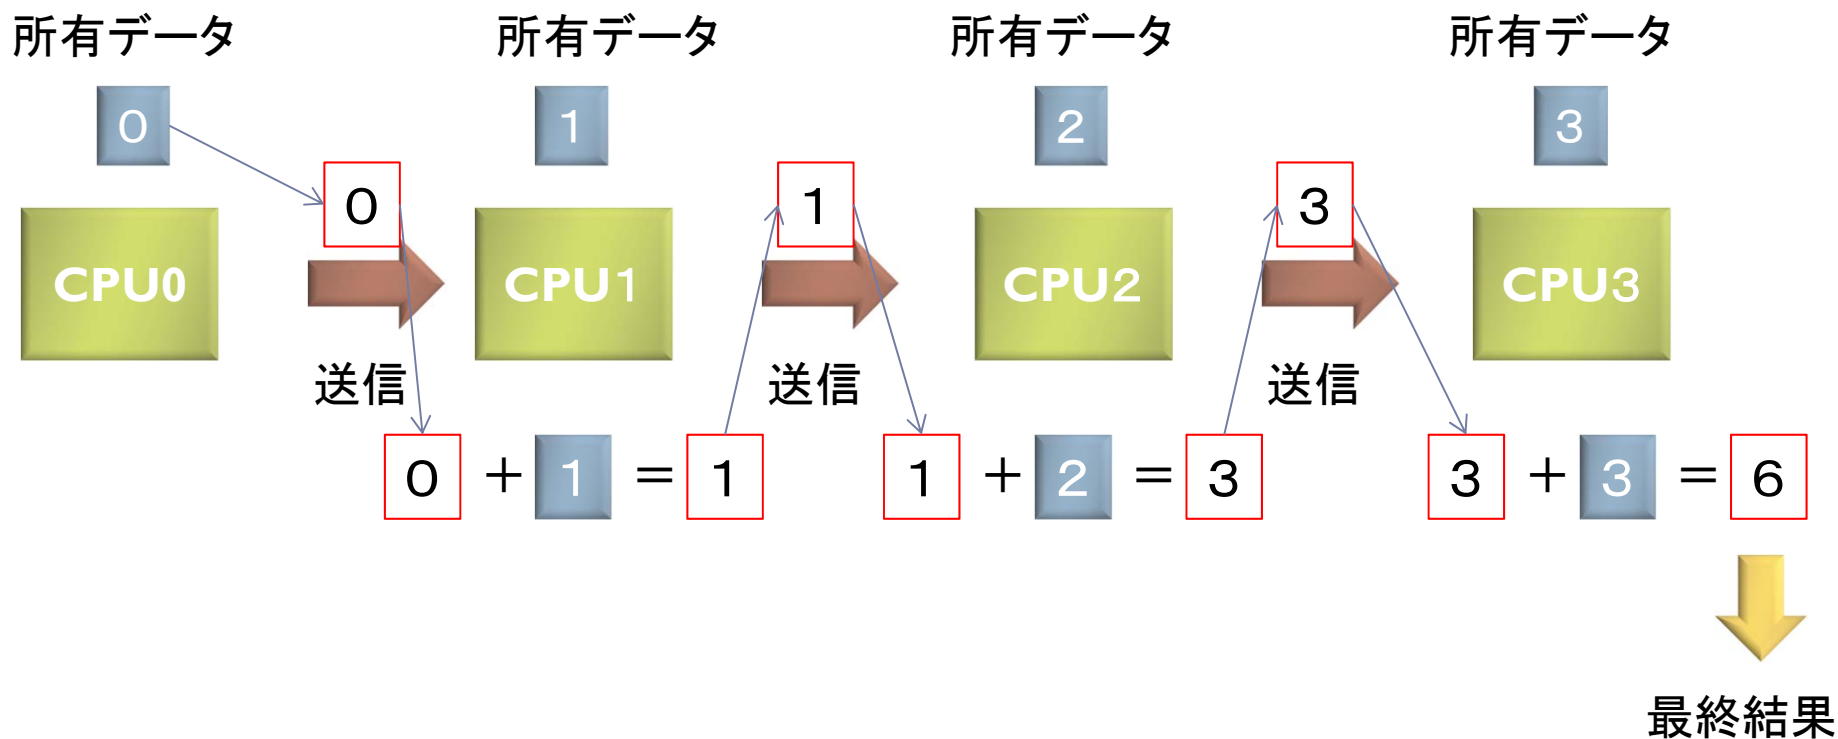 所有データ 所有データ 所有データ 所有データ
0 1 2 3
0 1 3
CPU0 CPU1 CPU2 CPU3
送信 送信 送信
0 + 1 = 1 1 + 2 = 3 3 + 3 = 6
最終結果